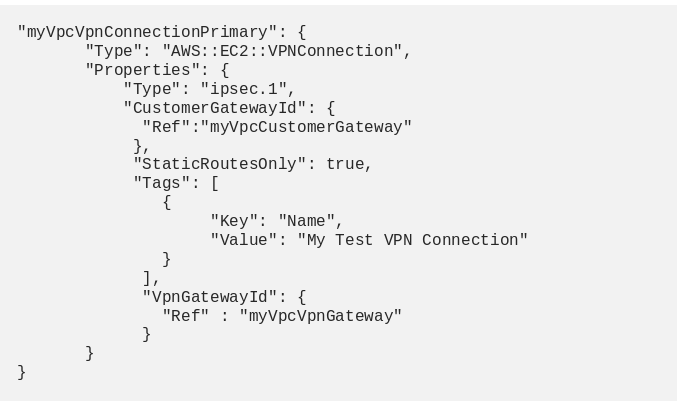 "myVpcVpnConnectionPrimary": {
"Type": "AWS::EC2::VPNConnection",
"Properties": {
"Type": "ipsec.1",
"CustomerGatewayId": {
"Ref":"myVpcCustomerGateway"
},
"StaticRoutesOnly": true,
"Tags": [
{
"Key": "Name",
"Value": "My Test VPN Connection"
}
],
"VpnGatewayId": {
"Ref" : "myVpcVpnGateway"
}
}
}